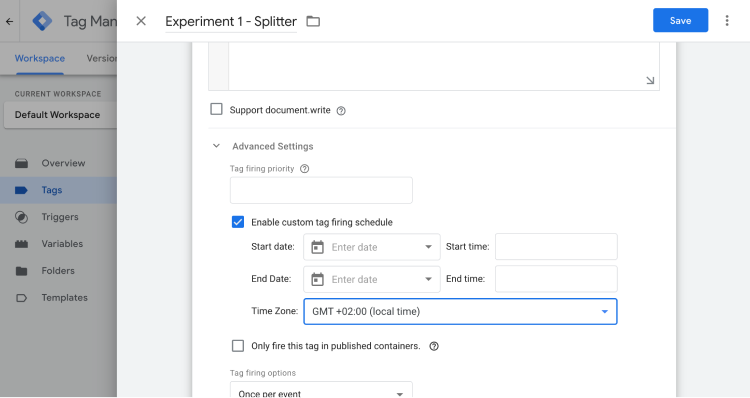 Tag Man
Experiment 1 - Splitter
Save
Workspace
Version
CURRENT WORKSPACE
Default Workspace
Overview
Tags
Triggers
Variables
Folders
Templates
Support document.write
Advanced Settings
Tag firing priority
Enable custom tag firing schedule
Start date: Enter date Start time:
End Date: Enter date End time:
Time Zone: GMT +02:00 (local time)
Only fire this tag in published containers.
Tag firing options
Once per event